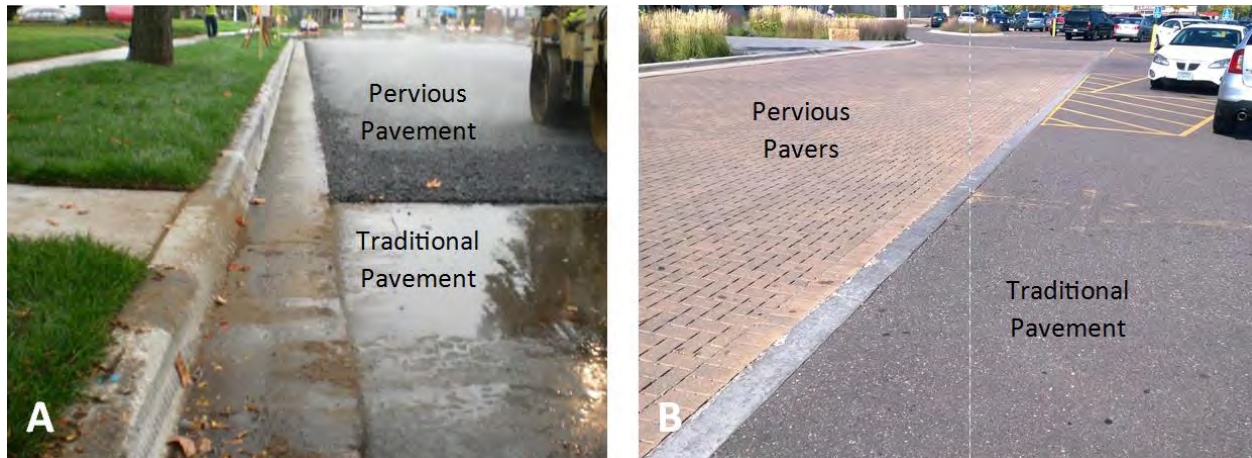 Pervious
Pavement
Traditional
Pavement
A
Pervious
Pavers
Traditional
Pavement
B